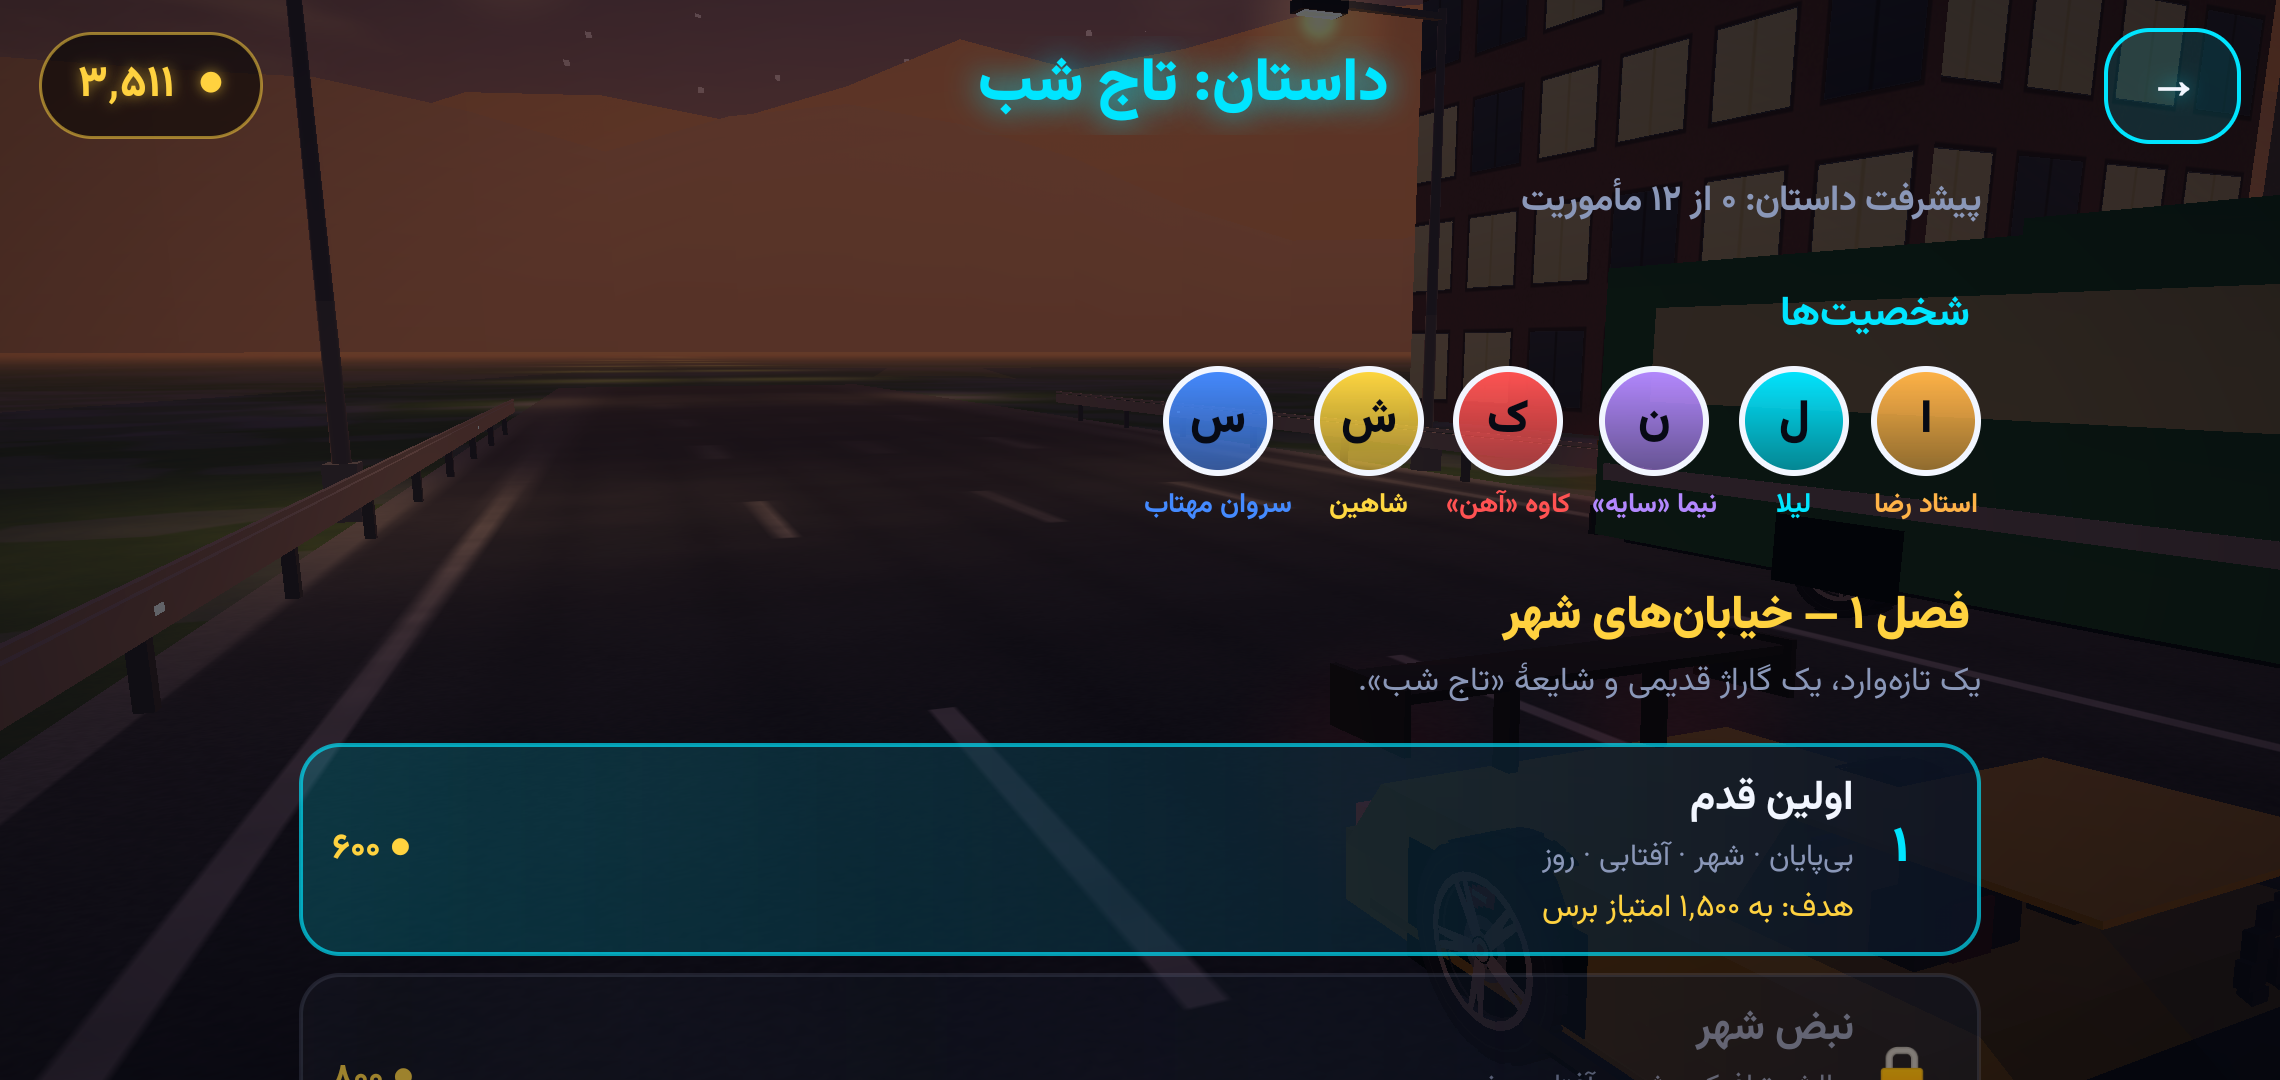 داستان: تاج شب
۳,۵۱۱
→
پیشرفت داستان: ۰ از ۱۲ مأموریت
شخصیت‌ها
ا ل ن ک ش س
استاد رضا لیلا نیما «سایه» کاوه «آهن» شاهین سروان مهتاب
فصل ۱ — خیابان‌های شهر
یک تازه‌وارد، یک گاراژ قدیمی و شایعهٔ «تاج شب».
۱
اولین قدم
بی‌پایان · شهر · آفتابی · روز
هدف: به ۱,۵۰۰ امتیاز برس
۶۰۰
نبض شهر
۸۰۰